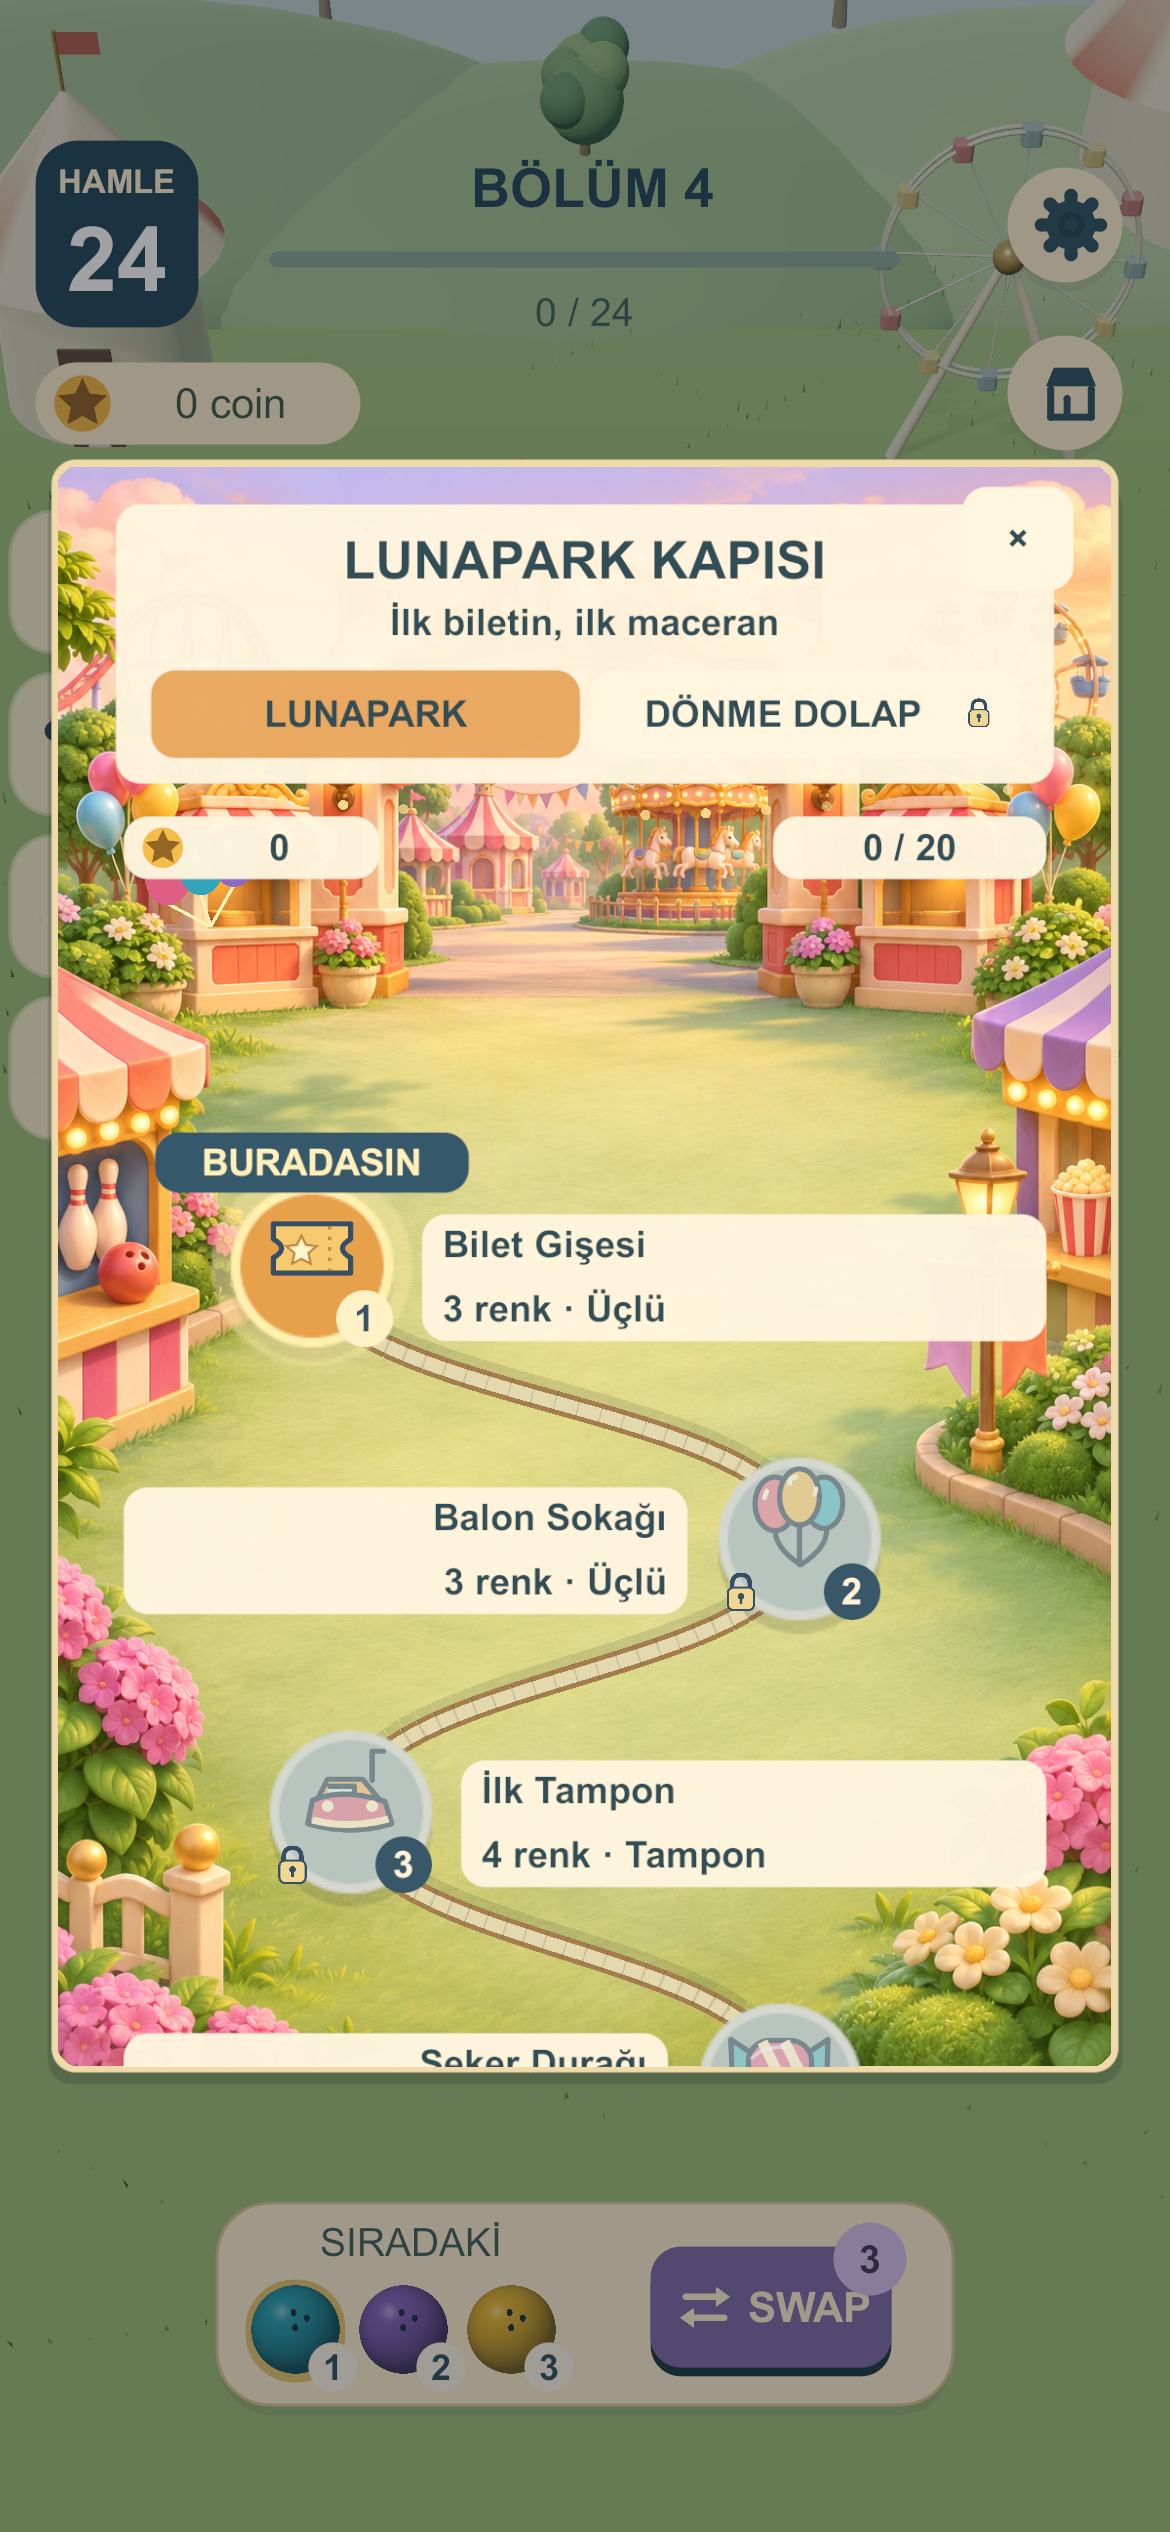 HAMLE
24
BÖLÜM 4
0 / 24
0 coin
LUNAPARK KAPISI
×
İlk biletin, ilk maceran
LUNAPARK
DÖNME DOLAP
0
0 / 20
BURADASIN
Bilet Gişesi
3 renk · Üçlü
1
Balon Sokağı
3 renk · Üçlü
2
İlk Tampon
4 renk · Tampon
3
Şeker Durağı
SIRADAKİ
1
2
3
SWAP
3